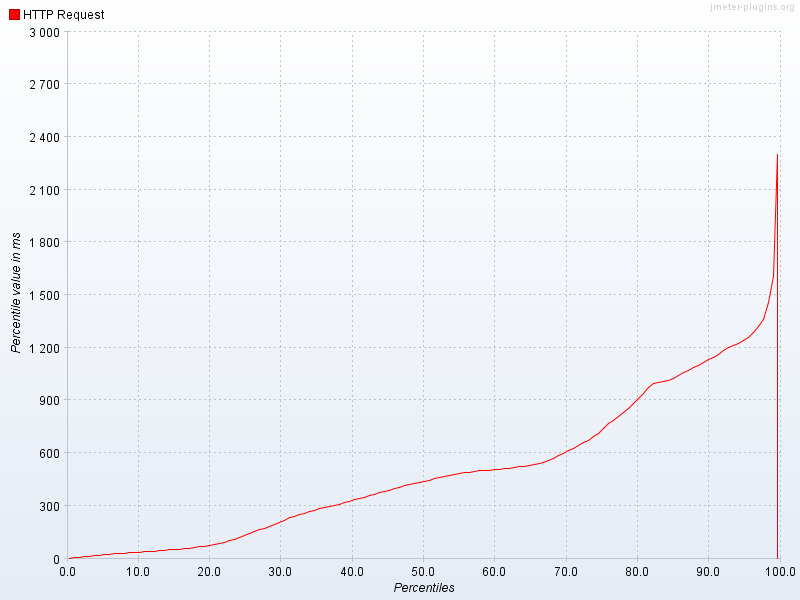 jmeter-plugins.org
HTTP Request
3 000
2 700
2 400
2 100
1 800
1 500
1 200
900
600
300
0
Percentile value in ms
0.0 10.0 20.0 30.0 40.0 50.0 60.0 70.0 80.0 90.0 100.0
Percentiles